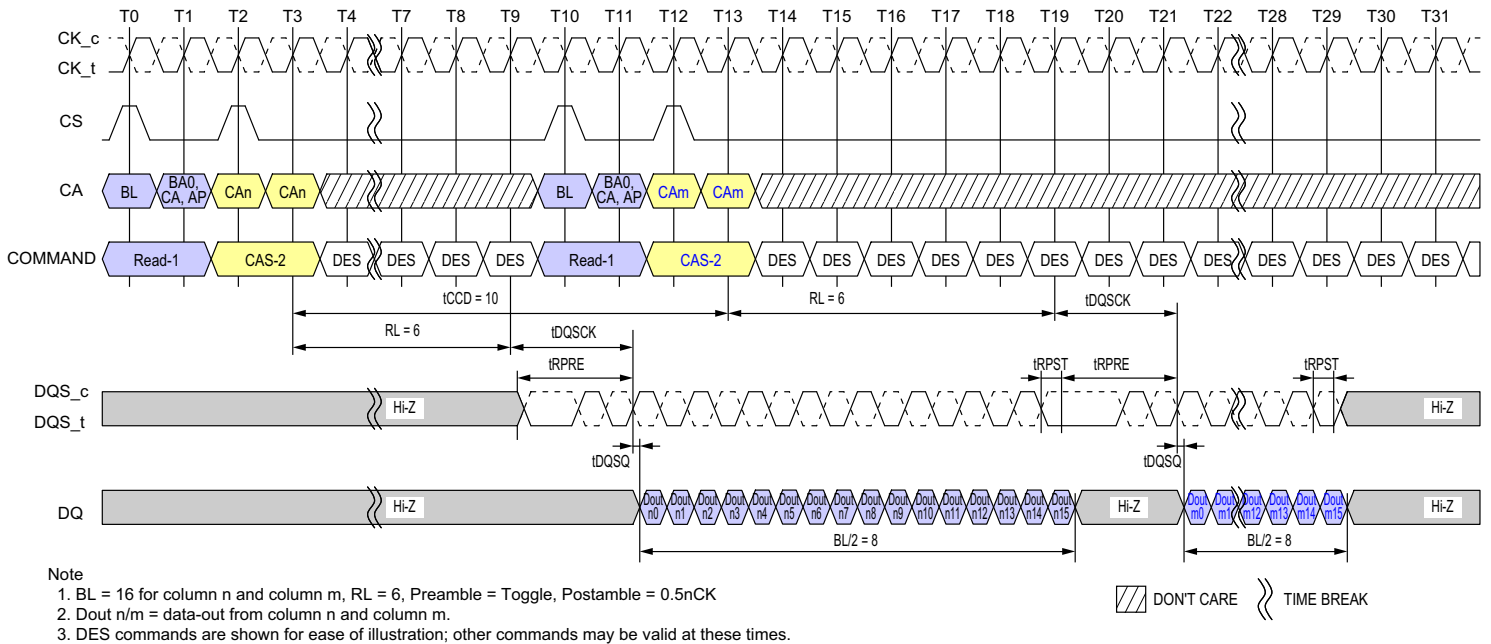 T0 T1 T2 T3 T4 T7 T8 T9 T10 T11 T12 T13 T14 T15 T16 T17 T18 T19 T20 T21 T22 T28 T29 T30 T31
CK_c
CK_t
CS
CA BL BA0, CA, AP CAn CAn BL BA0, CA, AP CAm CAm
COMMAND Read-1 CAS-2 DES DES DES DES Read-1 CAS-2 DES DES DES DES DES DES DES DES DES DES DES DES DES
tCCD = 10 RL = 6 tDQSCK
RL = 6 tDQSCK
tRPRE tRPST tRPRE tRPST
DQS_c
DQS_t
Hi-Z Hi-Z
tDQSQ tDQSQ
DQ Hi-Z Dout n0 Dout n1 Dout n2 Dout n3 Dout n4 Dout n5 Dout n6 Dout n7 Dout n8 Dout n9 Dout n10 Dout n11 Dout n12 Dout n13 Dout n14 Dout n15 Hi-Z Dout m0 Dout m1 Dout m12 Dout m13 Dout m14 Dout m15 Hi-Z
BL/2 = 8 BL/2 = 8
Note
1. BL = 16 for column n and column m, RL = 6, Preamble = Toggle, Postamble = 0.5nCK
2. Dout n/m = data-out from column n and column m.
3. DES commands are shown for ease of illustration; other commands may be valid at these times.
DON'T CARE TIME BREAK